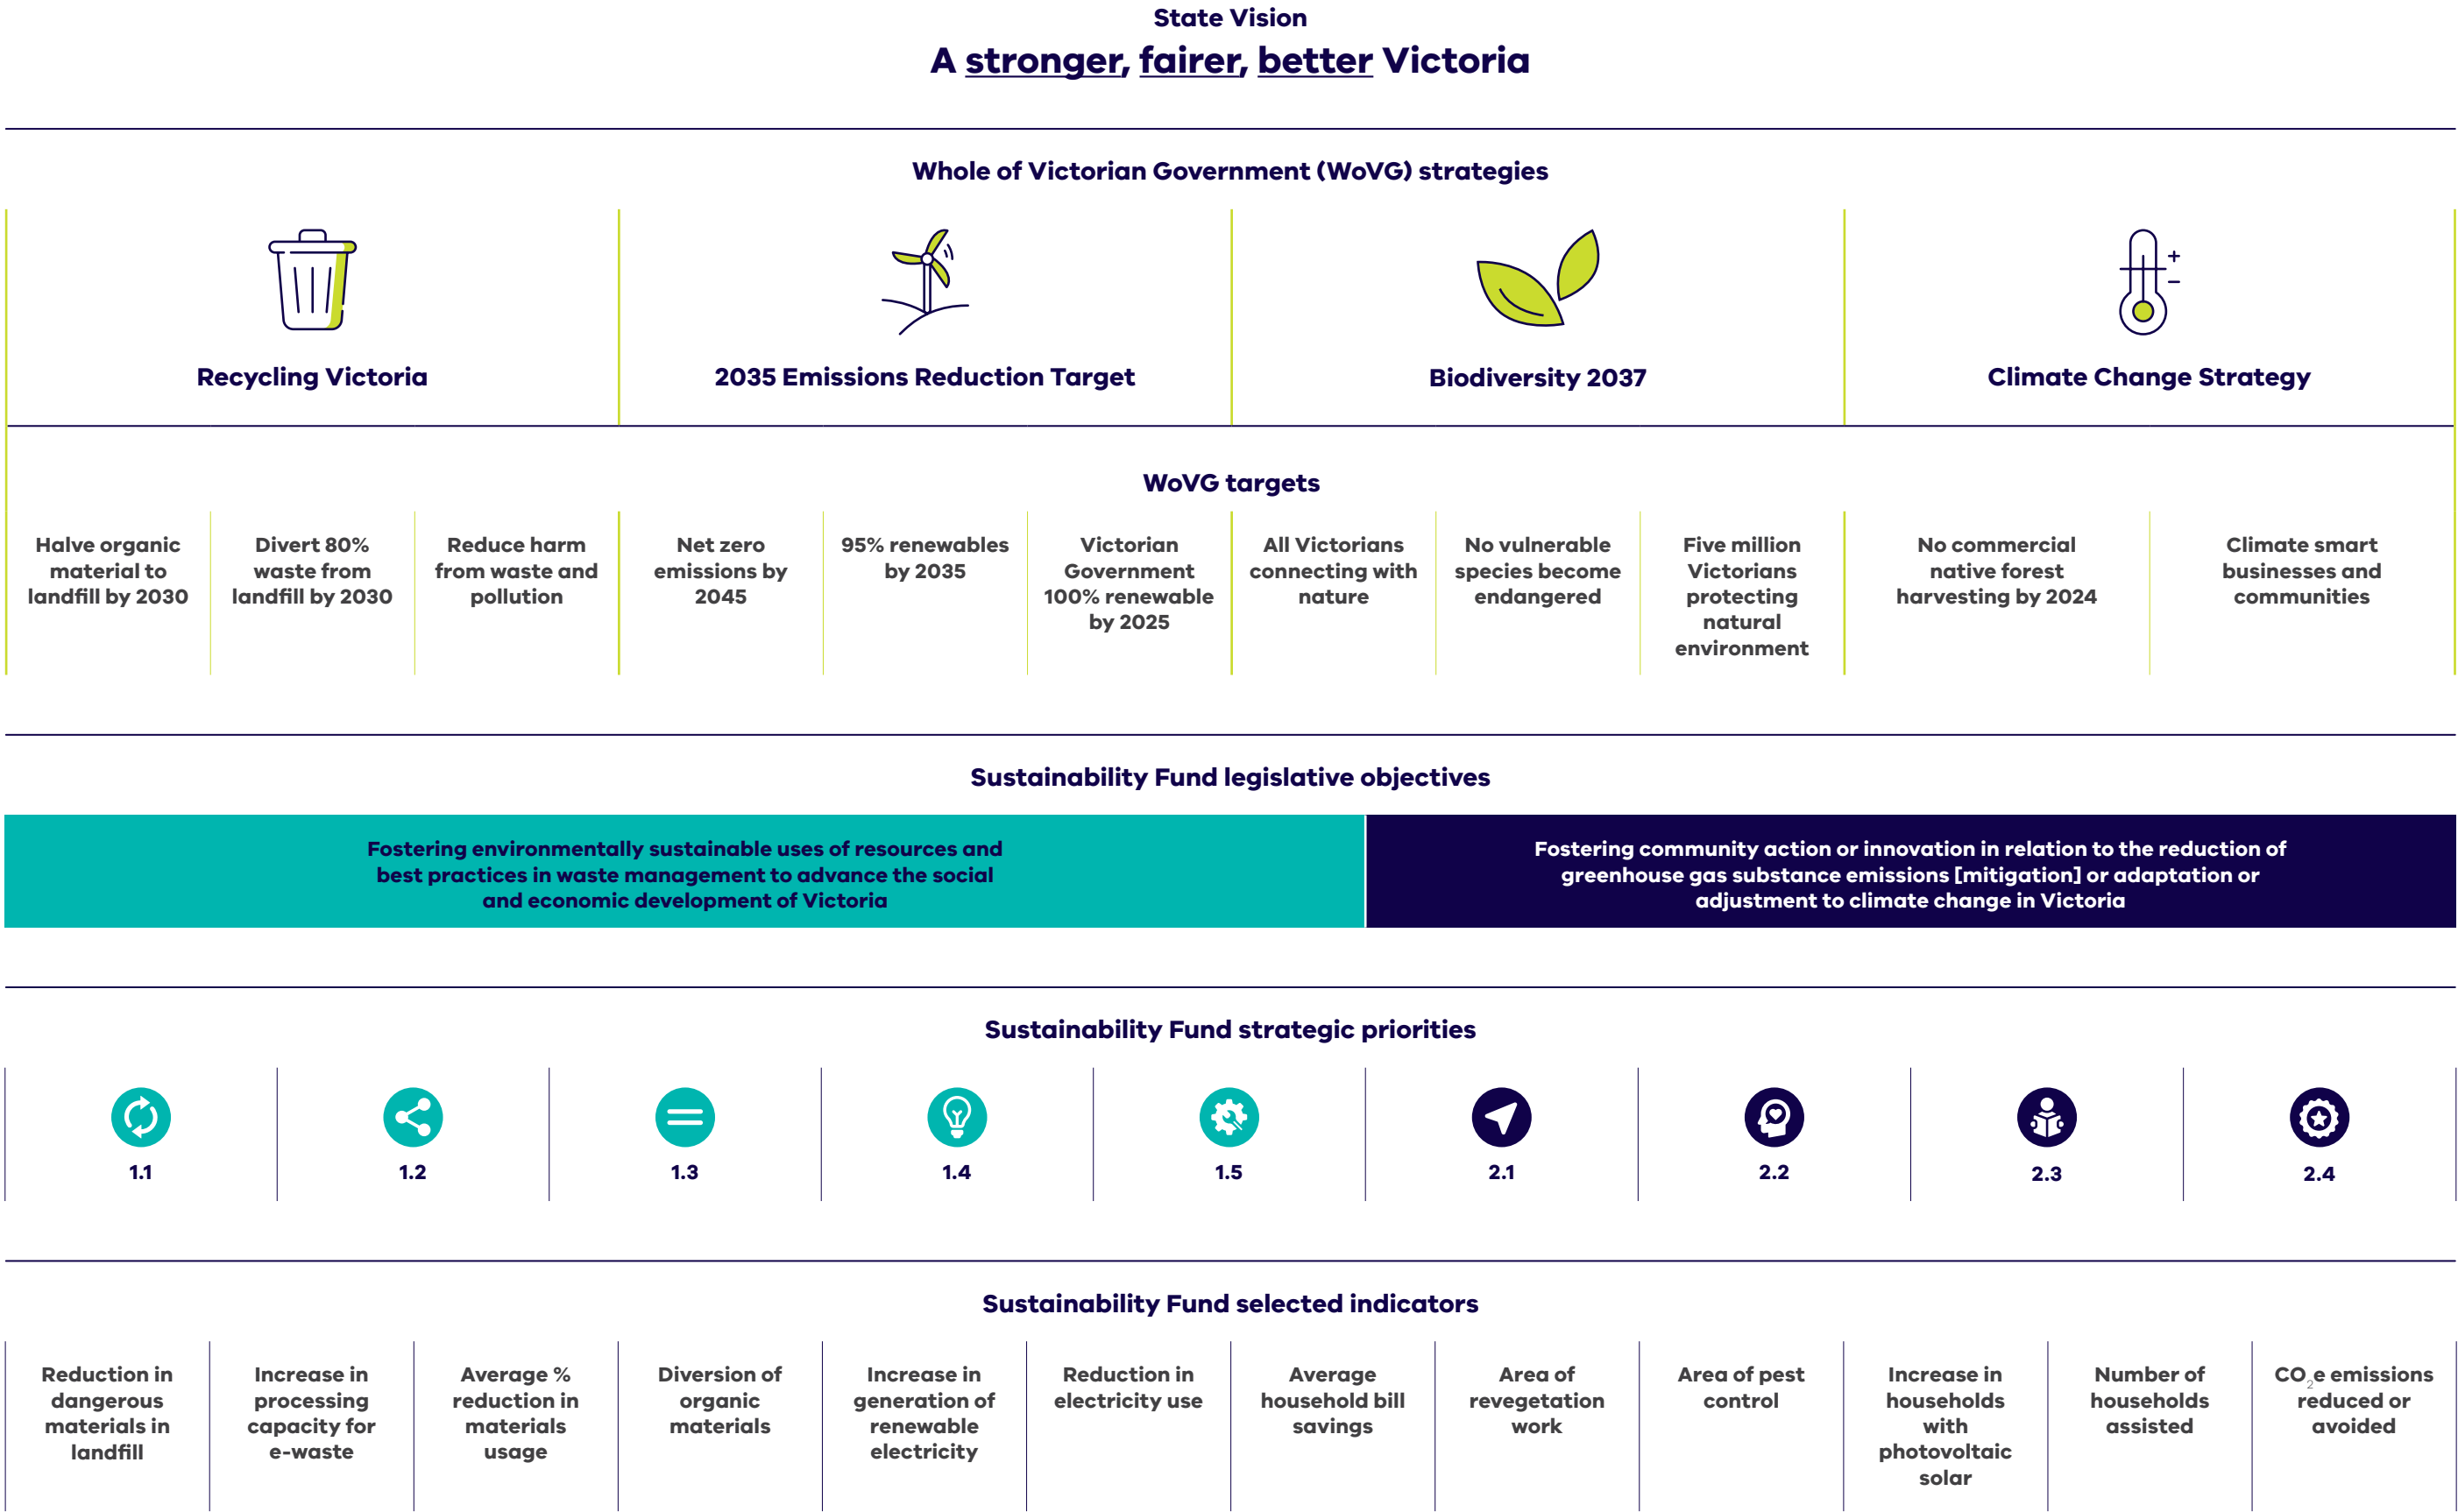 State Vision
A stronger, fairer, better Victoria
Whole of Victorian Government (WoVG) strategies
Recycling Victoria
2035 Emissions Reduction Target
Biodiversity 2037
Climate Change Strategy
WoVG targets
Halve organic
material to
landfill by 2030
Divert 80%
waste from
landfill by 2030
Reduce harm
from waste and
pollution
Net zero
emissions by
2045
95% renewables
by 2035
Victorian
Government
100% renewable
by 2025
All Victorians
connecting with
nature
No vulnerable
species become
endangered
Five million
Victorians
protecting
natural
environment
No commercial
native forest
harvesting by 2024
Climate smart
businesses and
communities
Sustainability Fund legislative objectives
Fostering environmentally sustainable uses of resources and
best practices in waste management to advance the social
and economic development of Victoria
Fostering community action or innovation in relation to the reduction of
greenhouse gas substance emissions [mitigation] or adaptation or
adjustment to climate change in Victoria
Sustainability Fund strategic priorities
1.1
1.2
1.3
1.4
1.5
2.1
2.2
2.3
2.4
Sustainability Fund selected indicators
Reduction in
dangerous
materials in
landfill
Increase in
processing
capacity for
e-waste
Average %
reduction in
materials
usage
Diversion of
organic
materials
Increase in
generation of
renewable
electricity
Reduction in
electricity use
Average
household bill
savings
Area of
revegetation
work
Area of pest
control
Increase in
households
with
photovoltaic
solar
Number of
households
assisted
CO₂e emissions
reduced or
avoided